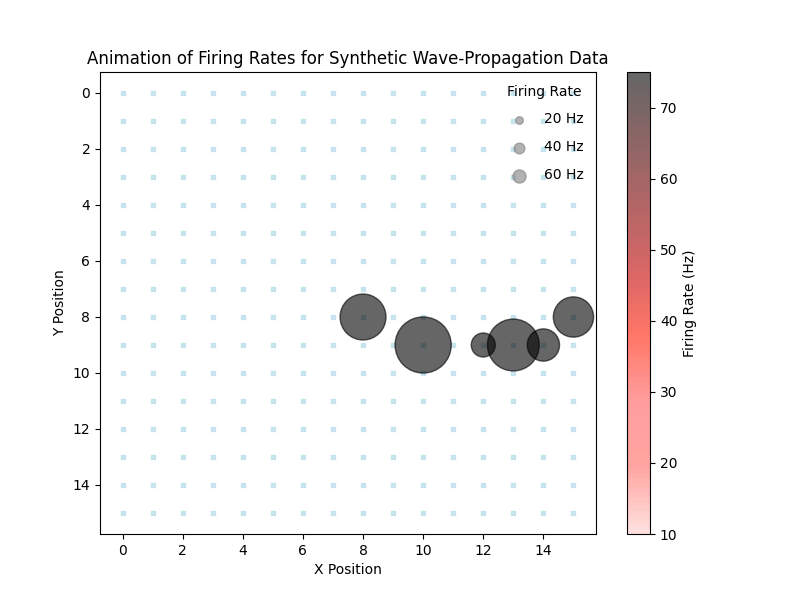 Animation of Firing Rates for Synthetic Wave-Propagation Data
Firing Rate
20 Hz
40 Hz
60 Hz
0
2
4
6
8
10
12
14
Y Position
0
2
4
6
8
10
12
14
X Position
70
60
50
40
30
20
10
Firing Rate (Hz)